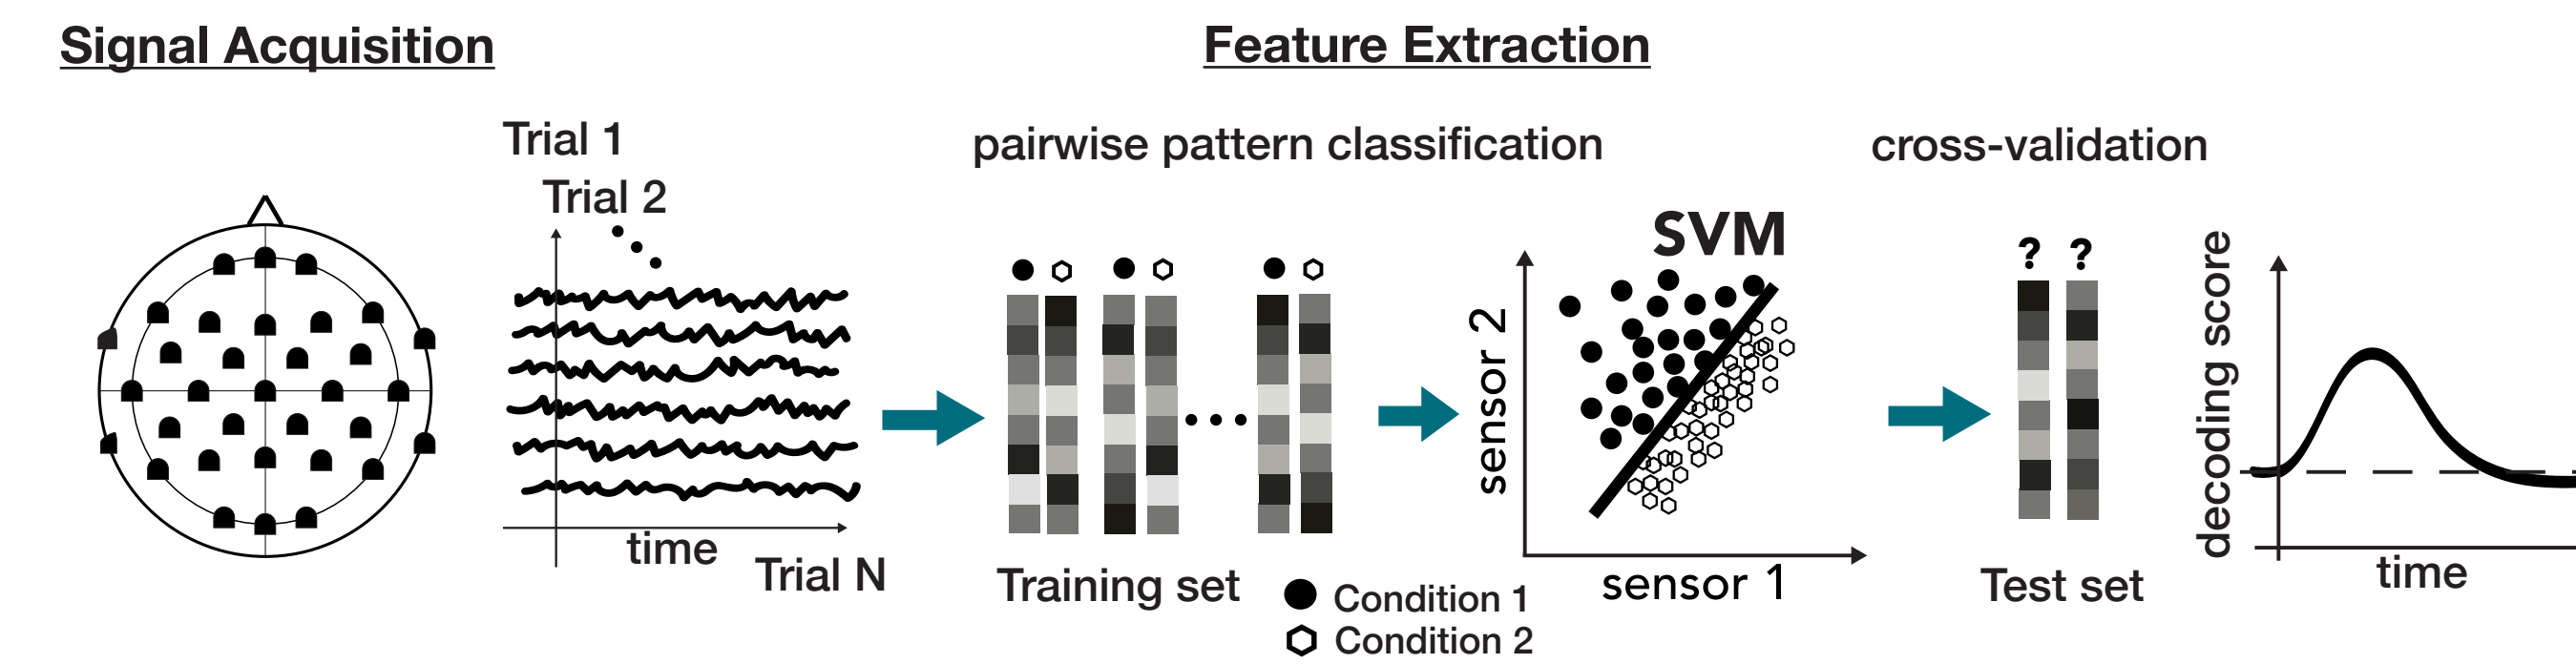 Signal Acquisition
Feature Extraction
Trial 1
Trial 2
time
Trial N
pairwise pattern classification
Training set
Condition 1
Condition 2
SVM
sensor 2
sensor 1
cross-validation
? ?
Test set
decoding score
time